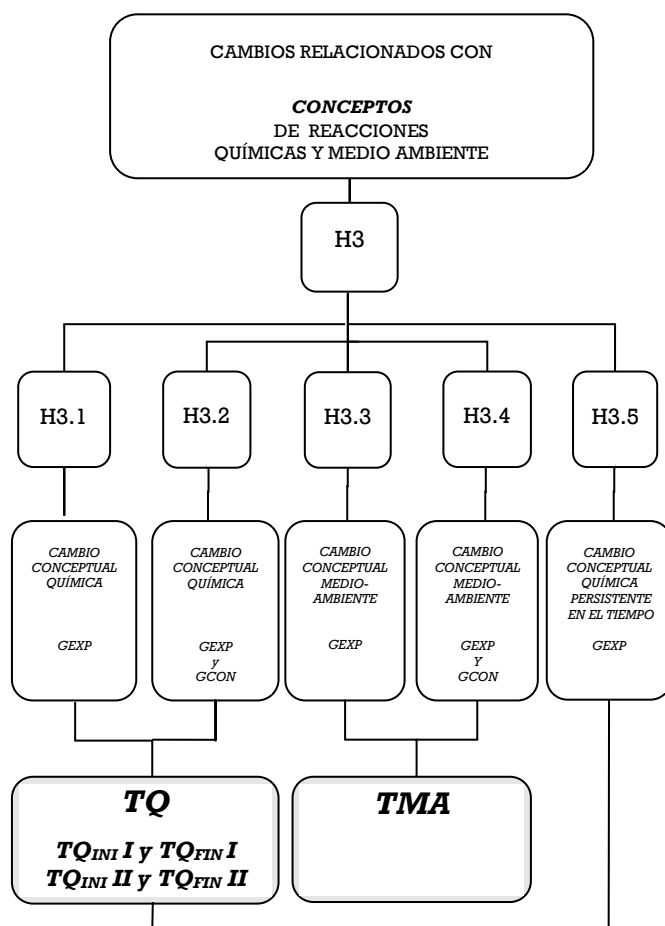 CAMBIOS RELACIONADOS CON
CONCEPTOS
DE REACCIONES
QUÍMICAS Y MEDIO AMBIENTE
H3
H3.1
H3.2
H3.3
H3.4
H3.5
CAMBIO
CONCEPTUAL
QUÍMICA
GEXP
CAMBIO
CONCEPTUAL
QUÍMICA
GEXP
y
GCON
CAMBIO
CONCEPTUAL
MEDIO-
AMBIENTE
GEXP
CAMBIO
CONCEPTUAL
MEDIO-
AMBIENTE
GEXP
Y
GCON
CAMBIO
CONCEPTUAL
QUÍMICA
PERSISTENTE
EN EL TIEMPO
GEXP
TQ
TQINI I y TQFIN I
TQINI II y TQFIN II
TMA